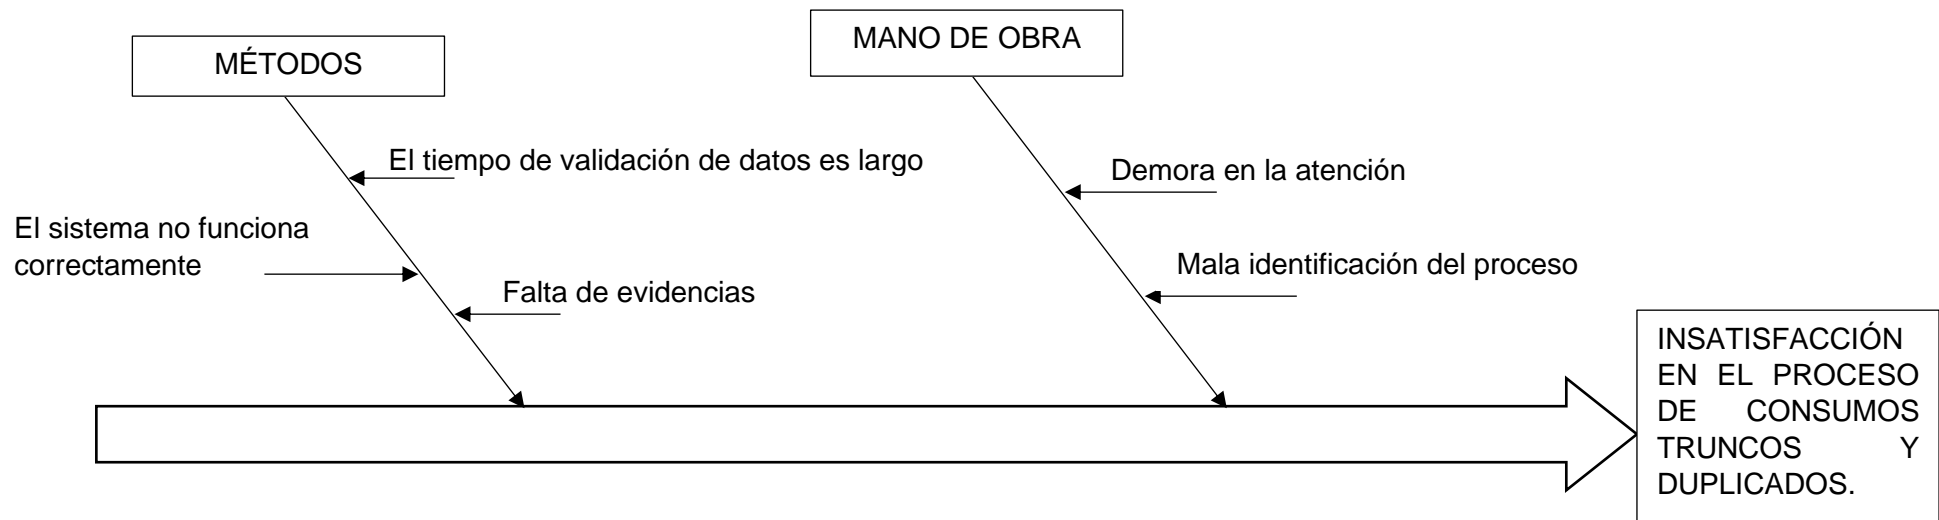 MÉTODOS
MANO DE OBRA
El tiempo de validación de datos es largo
Demora en la atención
El sistema no funciona
correctamente
Mala identificación del proceso
Falta de evidencias
INSATISFACCIÓN
EN EL PROCESO
DE CONSUMOS
TRUNCOS Y
DUPLICADOS.